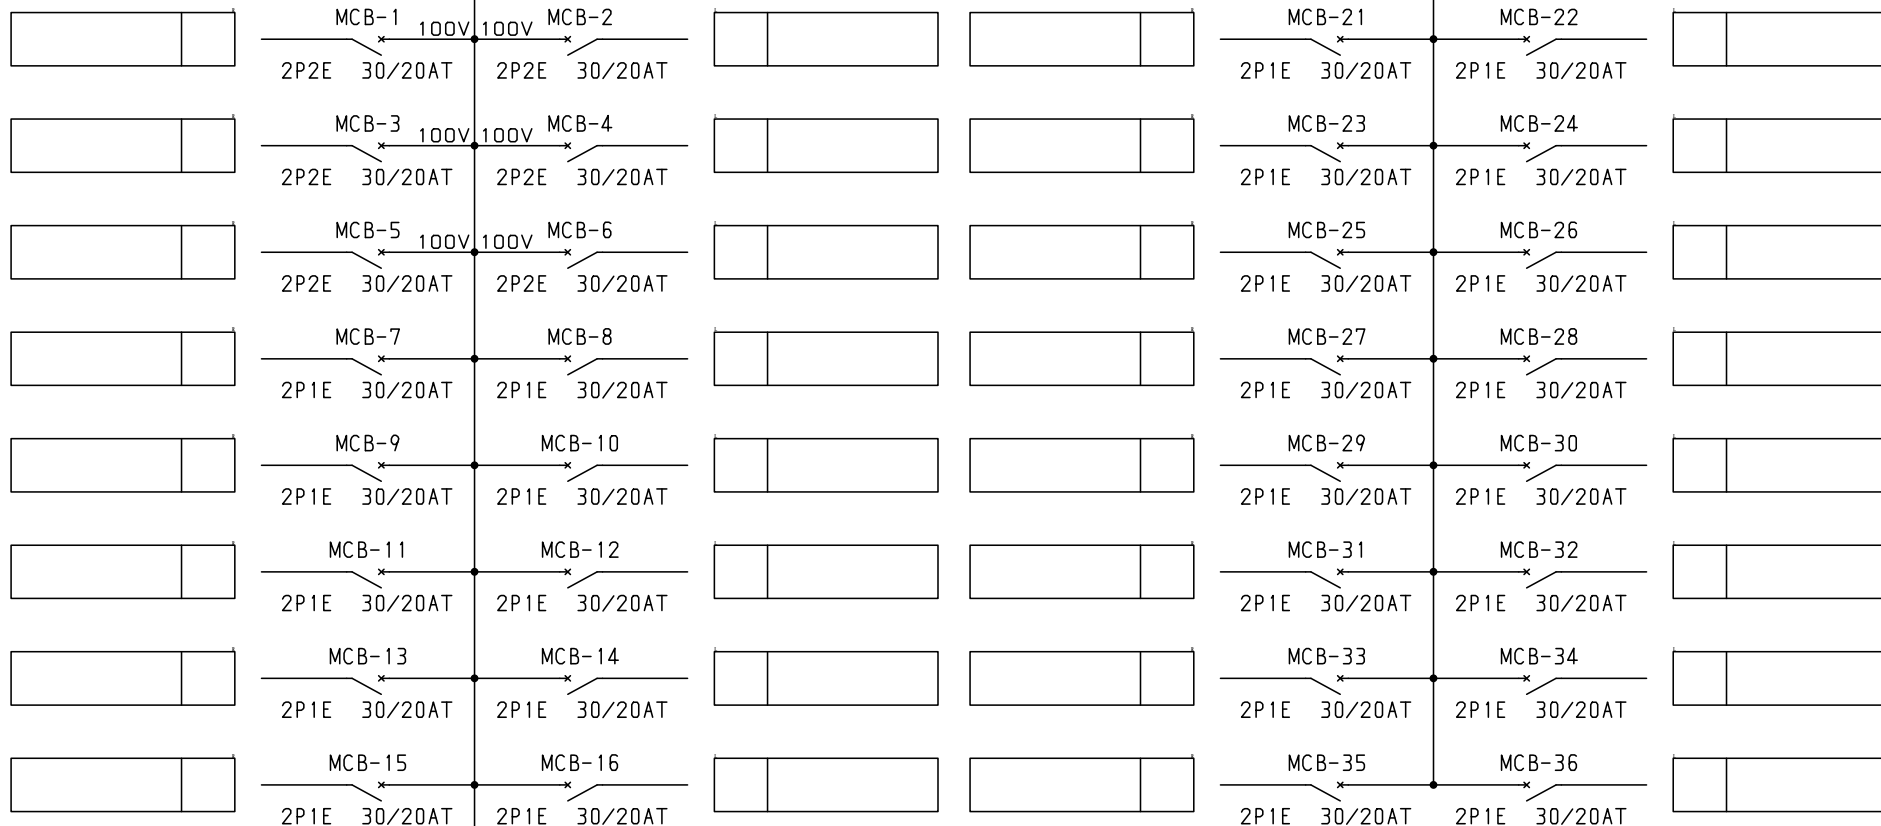 MCB-1 100V 100V MCB-2 MCB-21 MCB-22
2P2E 30/20AT 2P2E 30/20AT 2P1E 30/20AT 2P1E 30/20AT
MCB-3 100V 100V MCB-4 MCB-23 MCB-24
2P2E 30/20AT 2P2E 30/20AT 2P1E 30/20AT 2P1E 30/20AT
MCB-5 100V 100V MCB-6 MCB-25 MCB-26
2P2E 30/20AT 2P2E 30/20AT 2P1E 30/20AT 2P1E 30/20AT
MCB-7 MCB-8 MCB-27 MCB-28
2P1E 30/20AT 2P1E 30/20AT 2P1E 30/20AT 2P1E 30/20AT
MCB-9 MCB-10 MCB-29 MCB-30
2P1E 30/20AT 2P1E 30/20AT 2P1E 30/20AT 2P1E 30/20AT
MCB-11 MCB-12 MCB-31 MCB-32
2P1E 30/20AT 2P1E 30/20AT 2P1E 30/20AT 2P1E 30/20AT
MCB-13 MCB-14 MCB-33 MCB-34
2P1E 30/20AT 2P1E 30/20AT 2P1E 30/20AT 2P1E 30/20AT
MCB-15 MCB-16 MCB-35 MCB-36
2P1E 30/20AT 2P1E 30/20AT 2P1E 30/20AT 2P1E 30/20AT